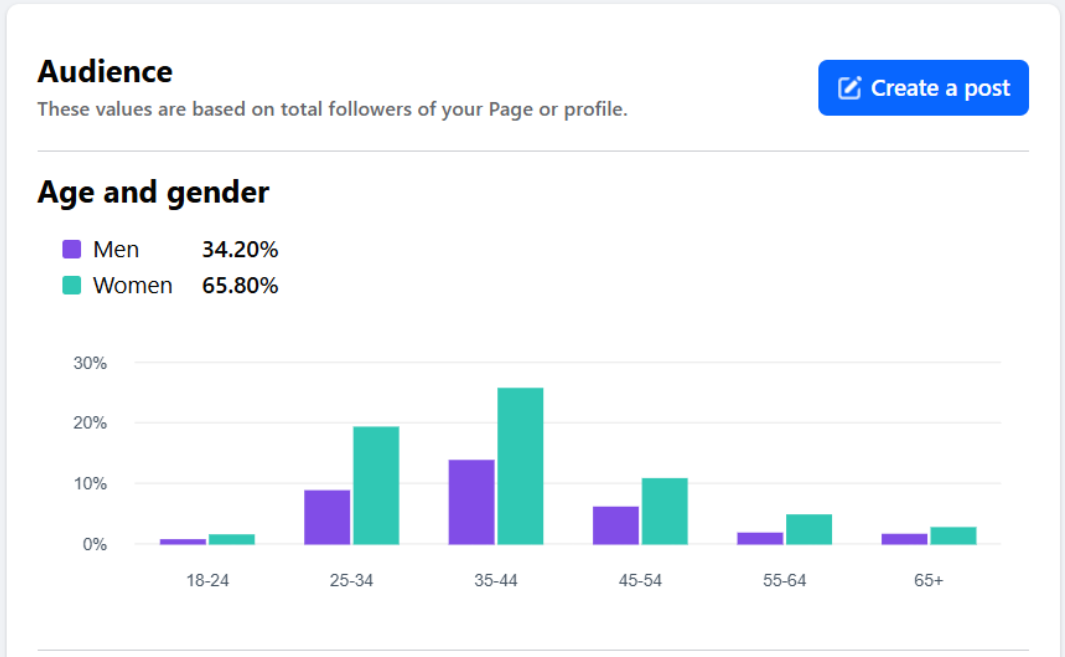 Audience
Create a post
These values are based on total followers of your Page or profile.
Age and gender
Men 34.20%
Women 65.80%
30%
20%
10%
0%
18-24 25-34 35-44 45-54 55-64 65+